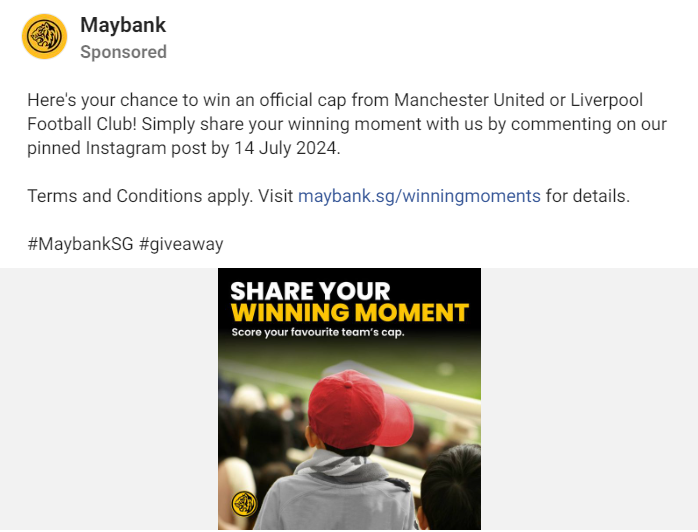 Maybank
Sponsored
Here's your chance to win an official cap from Manchester United or Liverpool
Football Club! Simply share your winning moment with us by commenting on our
pinned Instagram post by 14 July 2024.
Terms and Conditions apply. Visit maybank.sg/winningmoments for details.
#MaybankSG #giveaway
SHARE YOUR
WINNING MOMENT
Score your favourite team's cap.